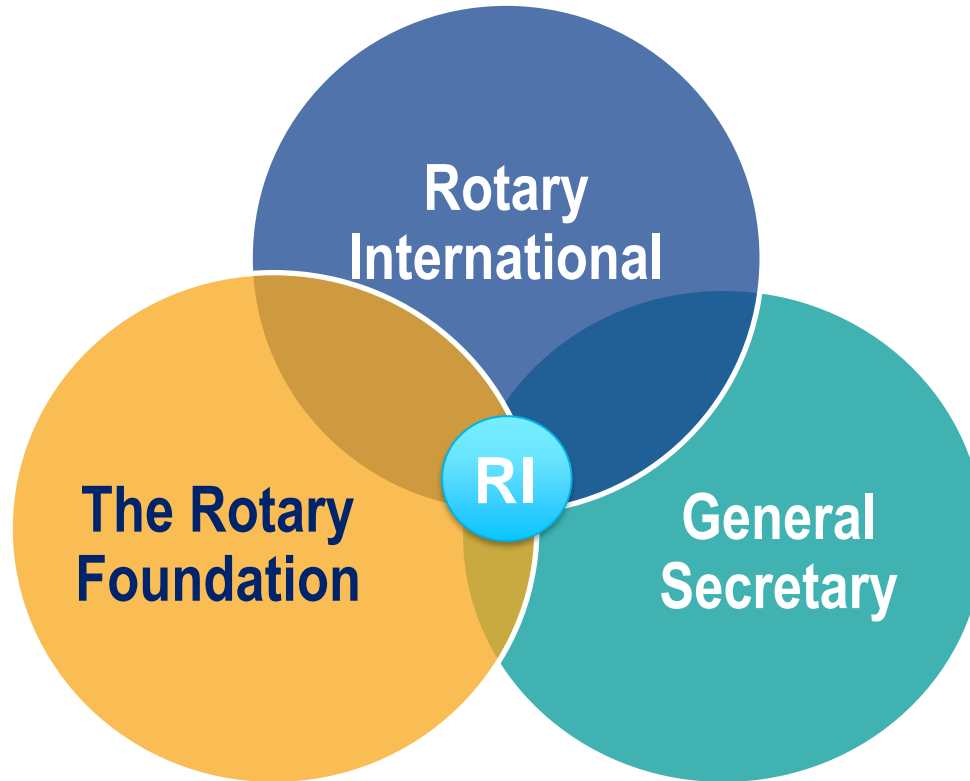 Rotary
International
RI
The Rotary
Foundation
General
Secretary